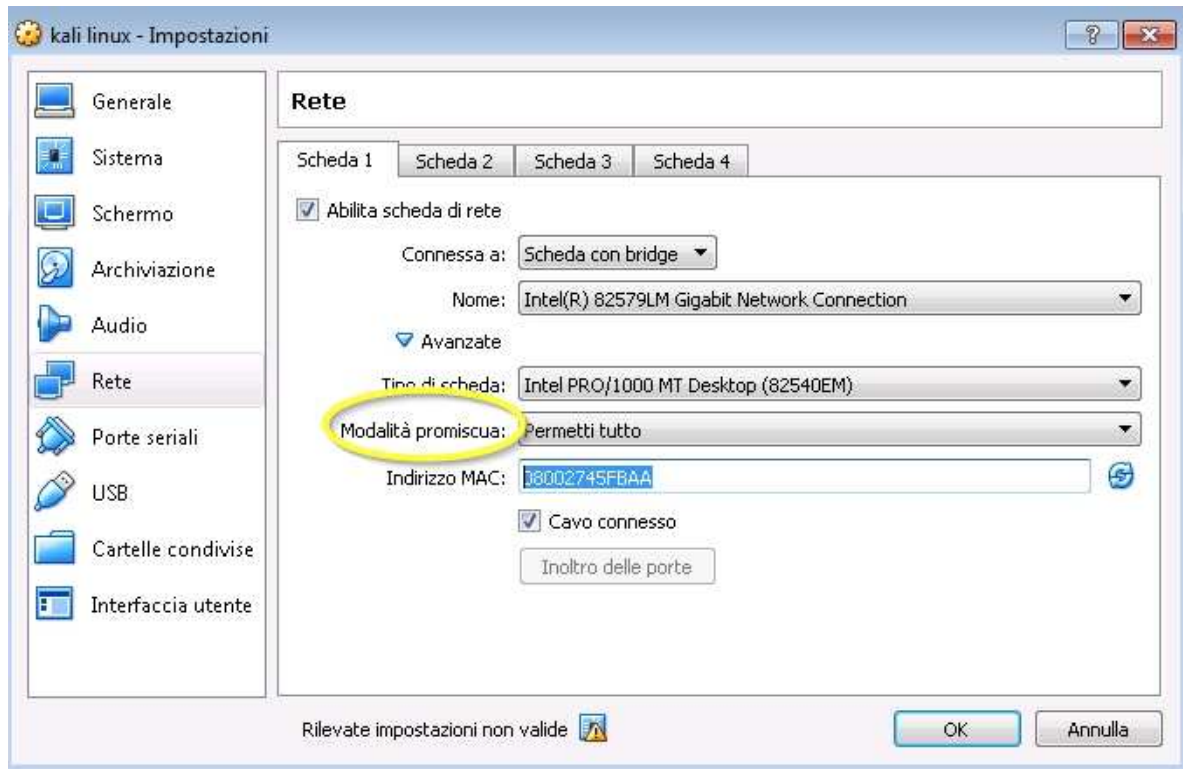 kali linux - Impostazioni
Generale
Sistema
Schermo
Archiviazione
Audio
Rete
Porte seriali
USB
Cartelle condivise
Interfaccia utente
Rete
Scheda 1 Scheda 2 Scheda 3 Scheda 4
Abilita scheda di rete
Connessa a: Scheda con bridge
Nome: Intel(R) 82579LM Gigabit Network Connection
Avanzate
Tipo di scheda: Intel PRO/1000 MT Desktop (82540EM)
Modalità promiscua: Permetti tutto
Indirizzo MAC: 08002745FBAA
Cavo connesso
Inoltro delle porte
Rilevate impostazioni non valide
OK Annulla